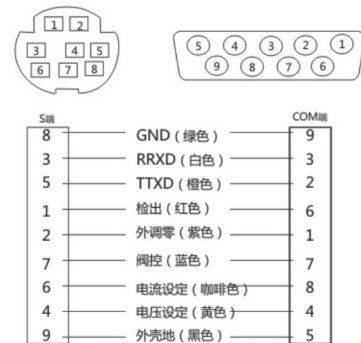 1 2
3 4 5
6 7 8
5 4 3 2 1
9 8 7 6
S端 COM端
8 GND（绿色） 9
3 RRXD（白色） 3
5 TTXD（橙色） 2
1 检出（红色） 6
2 外调零（紫色） 1
7 阀控（蓝色） 7
6 电流设定（咖啡色） 8
4 电压设定（黄色） 4
9 外壳地（黑色） 5